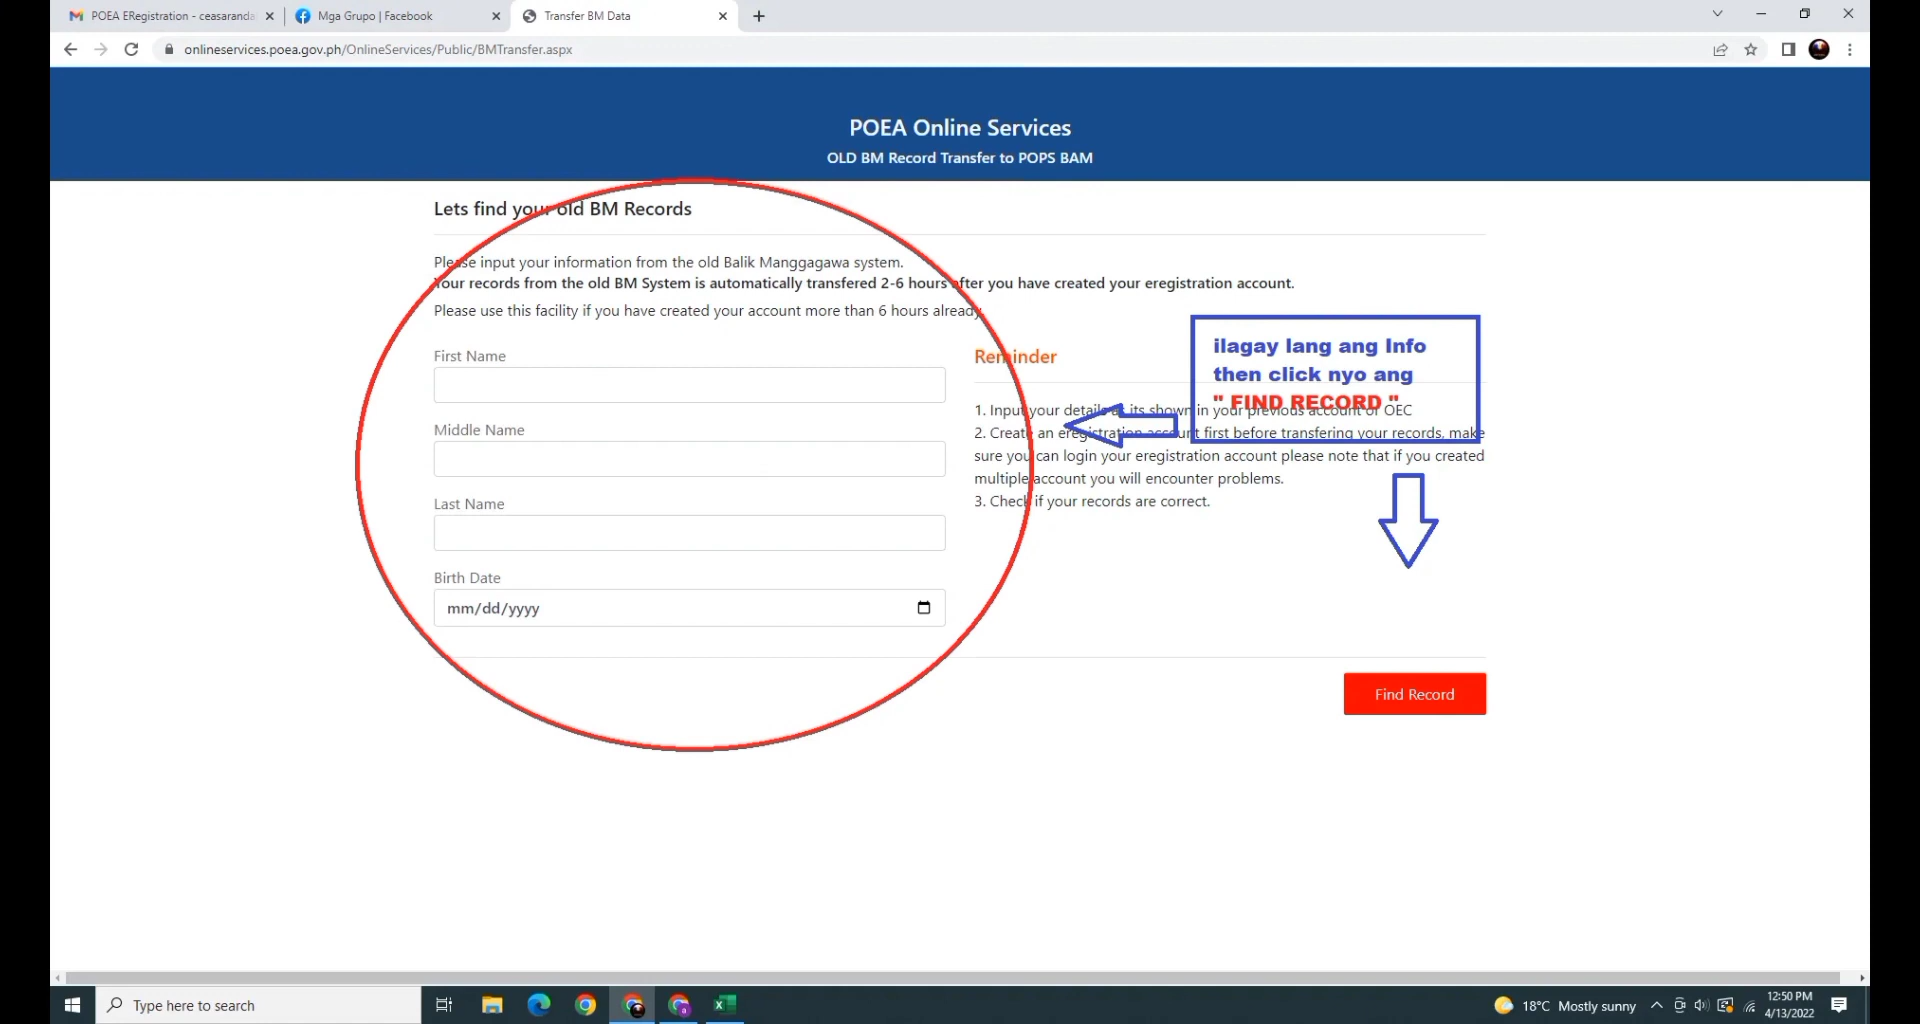 POEA ERegistration - ceasaranda
Mga Grupo | Facebook
Transfer BM Data
onlineservices.poea.gov.ph/OnlineServices/Public/BMTransfer.aspx
POEA Online Services
OLD BM Record Transfer to POPS BAM
Lets find your old BM Records
Please input your information from the old Balik Manggagawa system.
Your records from the old BM System is automatically transfered 2-6 hours after you have created your eregistration account.
Please use this facility if you have created your account more than 6 hours already.
First Name
Middle Name
Last Name
Birth Date
mm/dd/yyyy
Reminder
1. Input your details as its shown in your previous account or OEC
2. Create an eregistration account first before transfering your records, make
sure you can login your eregistration account please note that if you created
multiple account you will encounter problems.
3. Check if your records are correct.
ilagay lang ang Info
then click nyo ang
" FIND RECORD "
Find Record
Type here to search
18°C Mostly sunny
12:50 PM
4/13/2022